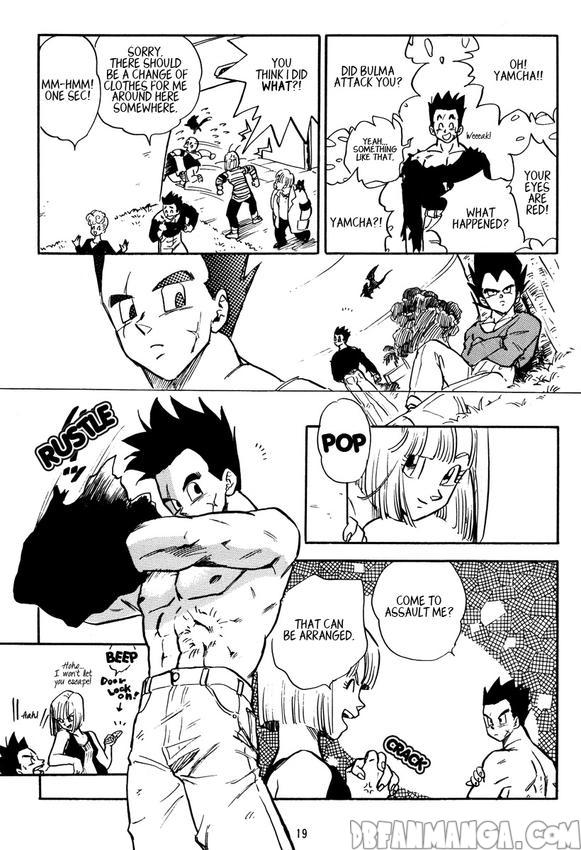 OH!
YAMCHA!!
DID BULMA
ATTACK YOU?
Weeeak!
YEAH...
SOMETHING
LIKE THAT.
YOUR
EYES
ARE
RED!
WHAT
HAPPENED?
YAMCHA?!
YOU
THINK I DID
WHAT?!
SORRY.
THERE SHOULD
BE A CHANGE OF
CLOTHES FOR ME
AROUND HERE
SOMEWHERE.
MM-HMM!
ONE SEC!
RUSTLE
POP
COME TO
ASSAULT ME?
THAT CAN
BE ARRANGED.
CRACK
BEEP
Door
Lock
on!
Hoho...
I won't let
you escape!
19
DBFANMANGA.COM